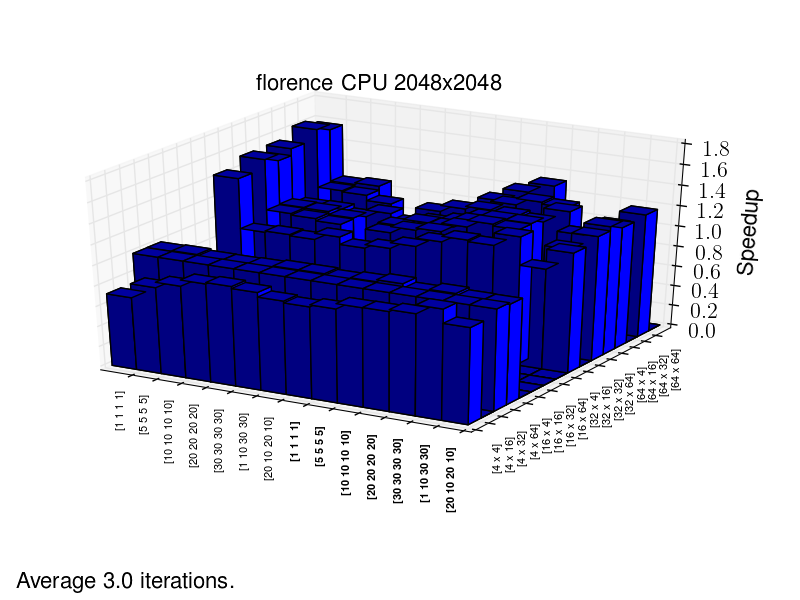 florence CPU 2048x2048
1.8
1.6
1.4
1.2
1.0
0.8
0.6
0.4
0.2
0.0
Speedup
[1 1 1 1]
[5 5 5 5]
[10 10 10 10]
[20 20 20 20]
[30 30 30 30]
[1 10 30 30]
[20 10 20 10]
[1 1 1 1]
[5 5 5 5]
[10 10 10 10]
[20 20 20 20]
[30 30 30 30]
[1 10 30 30]
[20 10 20 10]
[4 x 4]
[4 x 16]
[4 x 32]
[4 x 64]
[16 x 4]
[16 x 16]
[16 x 32]
[16 x 64]
[32 x 4]
[32 x 16]
[32 x 32]
[32 x 64]
[64 x 4]
[64 x 16]
[64 x 32]
[64 x 64]
Average 3.0 iterations.